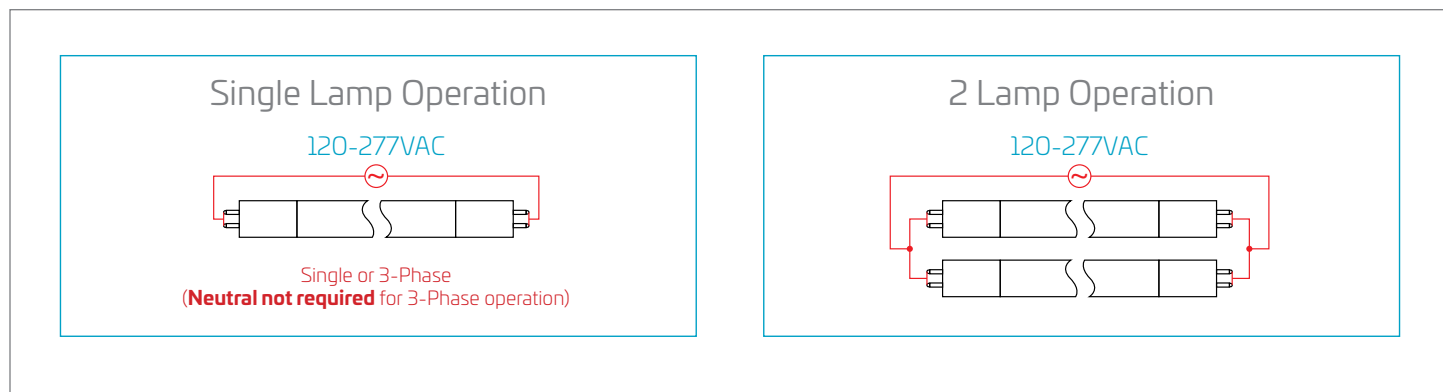 Single Lamp Operation
120-277VAC
Single or 3-Phase
(Neutral not required for 3-Phase operation)
2 Lamp Operation
120-277VAC